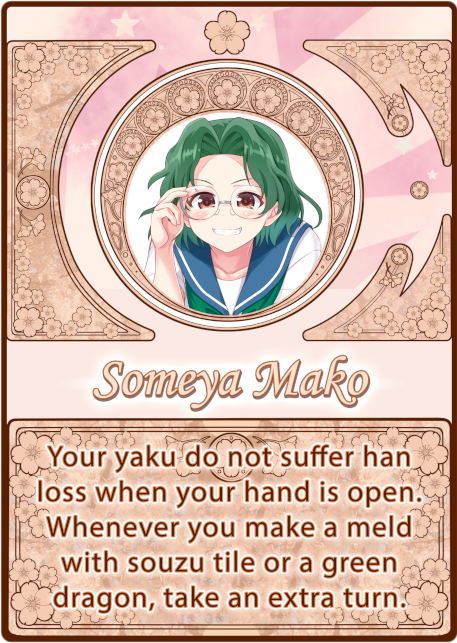 Someya Mako
Your yaku do not suffer han
loss when your hand is open.
Whenever you make a meld
with souzu tile or a green
dragon, take an extra turn.